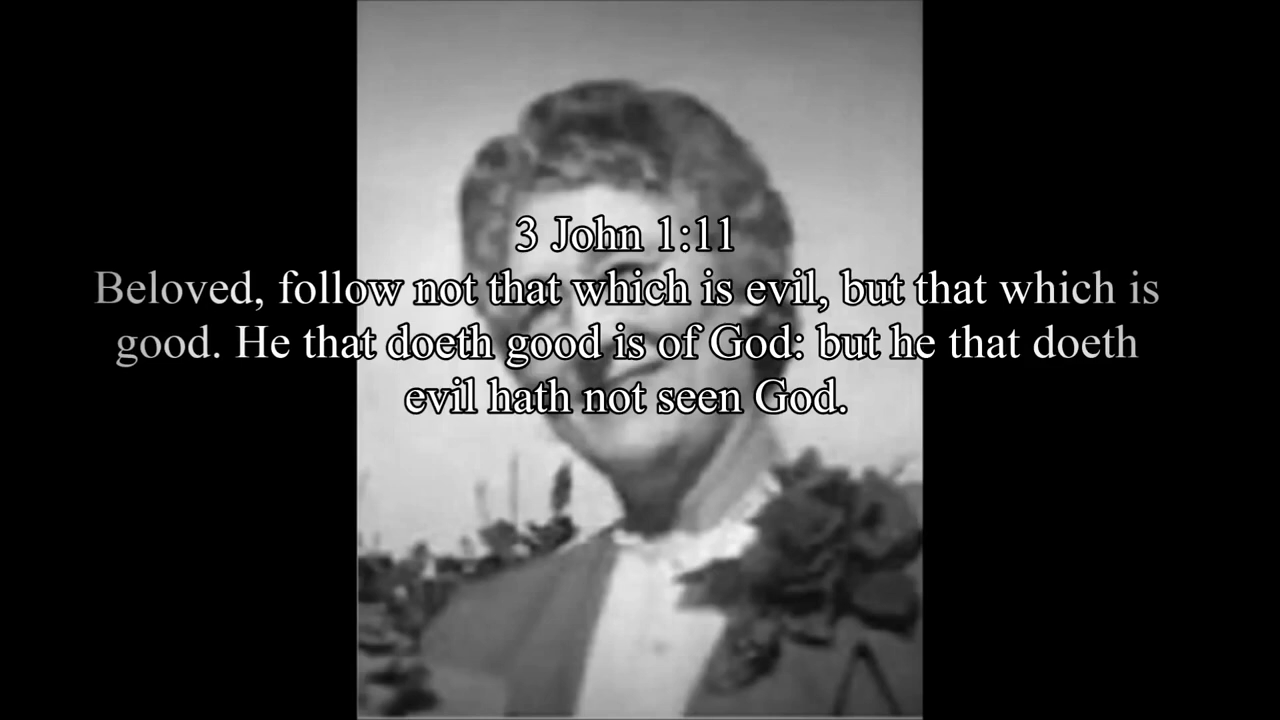 3 John 1:11
Beloved, follow not that which is evil, but that which is
good. He that doeth good is of God: but he that doeth
evil hath not seen God.